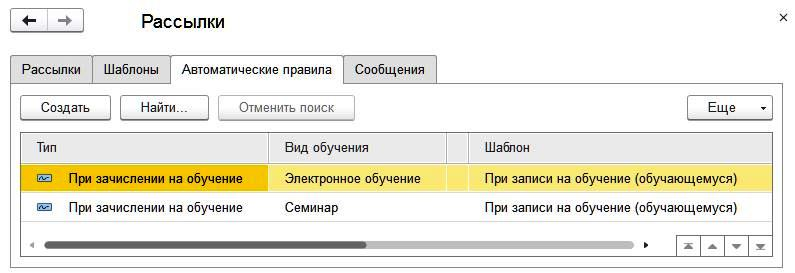 Рассылки
Рассылки Шаблоны Автоматические правила Сообщения
Создать Найти... Отменить поиск Еще
Тип Вид обучения Шаблон
При зачислении на обучение Электронное обучение При записи на обучение (обучающемуся)
При зачислении на обучение Семинар При записи на обучение (обучающемуся)